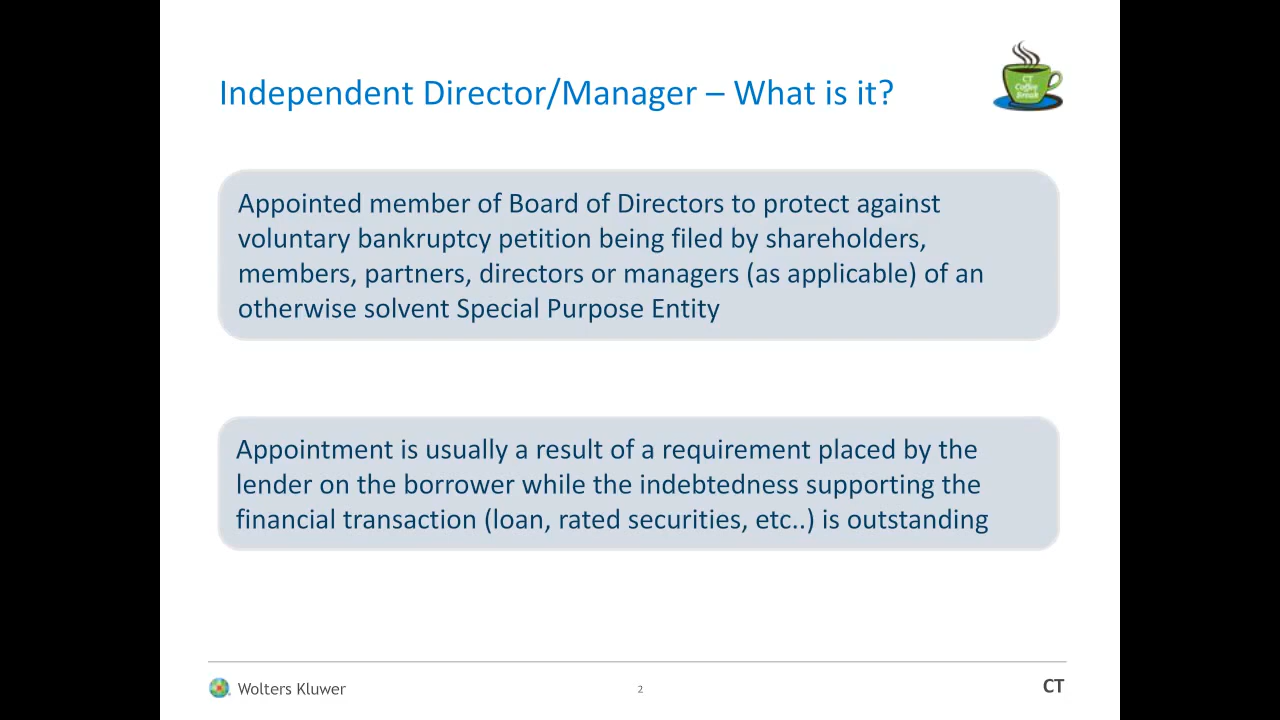 Independent Director/Manager – What is it?
CT
Coffee
Break
Appointed member of Board of Directors to protect against
voluntary bankruptcy petition being filed by shareholders,
members, partners, directors or managers (as applicable) of an
otherwise solvent Special Purpose Entity
Appointment is usually a result of a requirement placed by the
lender on the borrower while the indebtedness supporting the
financial transaction (loan, rated securities, etc..) is outstanding
Wolters Kluwer
2
CT